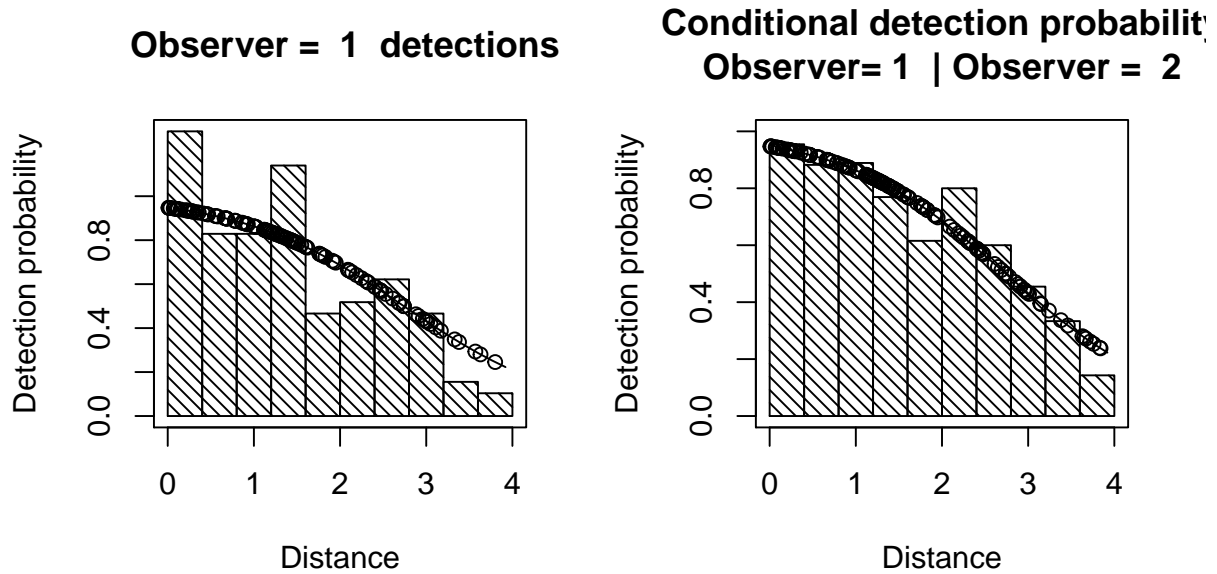 Observer = 1 detections
Detection probability
0.0 0.4 0.8
0 1 2 3 4
Distance
Conditional detection probability
Observer= 1 | Observer = 2
Detection probability
0.0 0.4 0.8
0 1 2 3 4
Distance